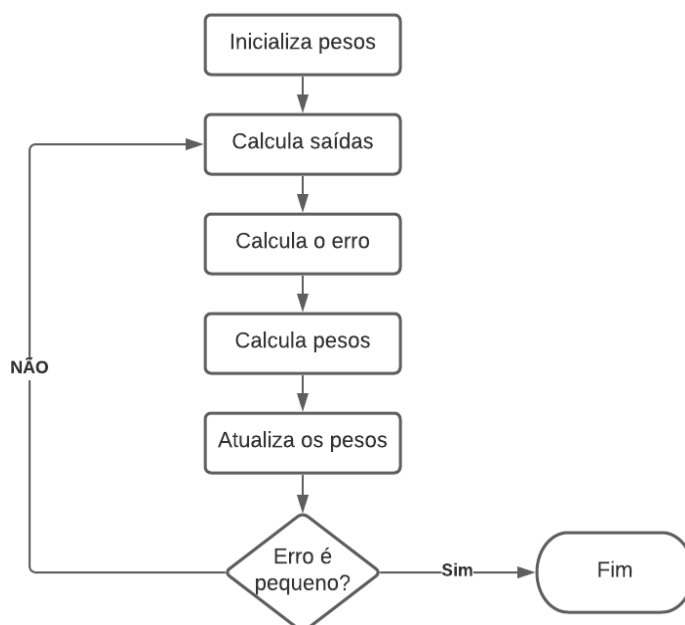 Inicializa pesos
Calcula saídas
Calcula o erro
Calcula pesos
NÃO
Atualiza os pesos
Erro é
pequeno?
Sim
Fim